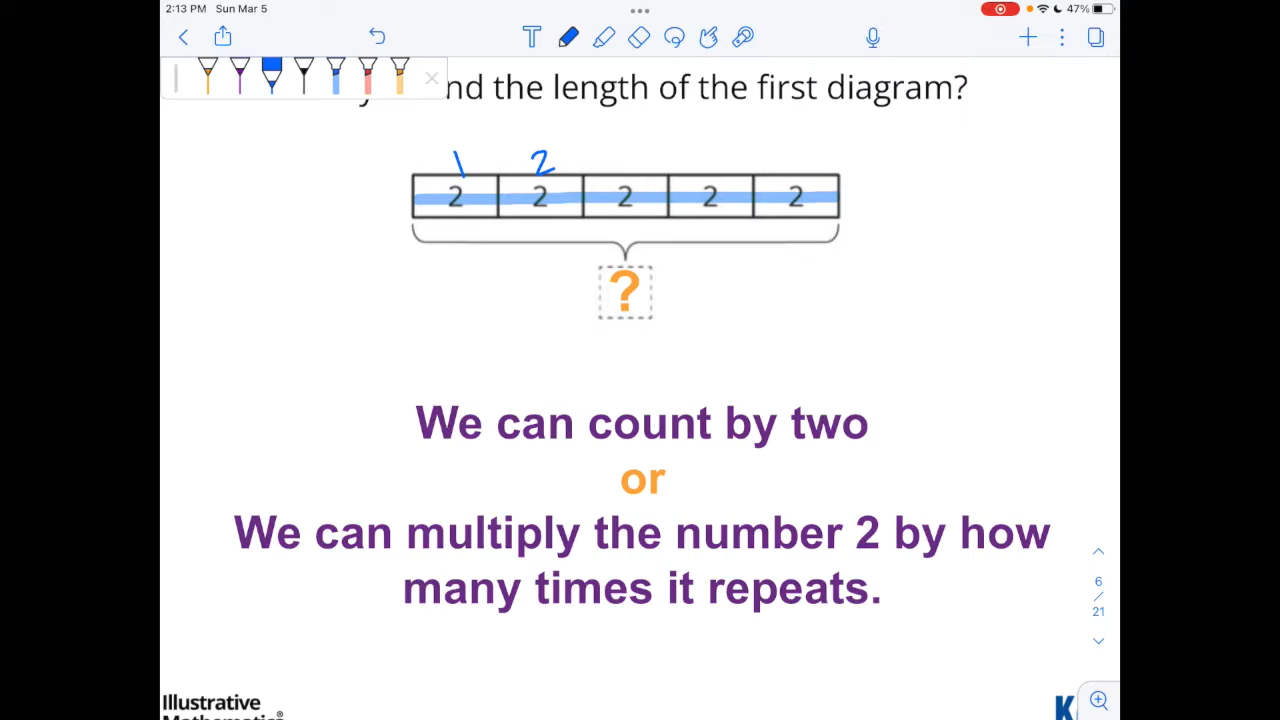 2:13 PM Sun Mar 5
47%
nd the length of the first diagram?
1 2
2 2 2 2 2
?
We can count by two
or
We can multiply the number 2 by how
many times it repeats.
6
/
21
Illustrative
Mathematics®
K